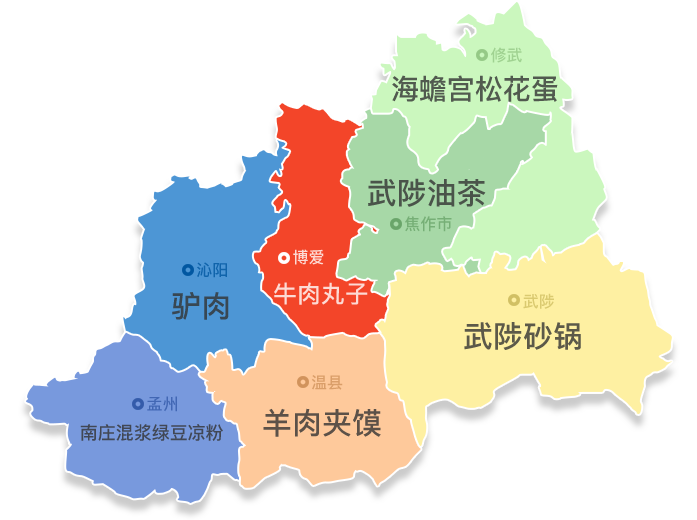 修武
海蟾宫松花蛋
武陟油茶
焦作市
博爱
沁阳
牛肉丸子
驴肉
武陟
武陟砂锅
温县
孟州
羊肉夹馍
南庄混浆绿豆凉粉